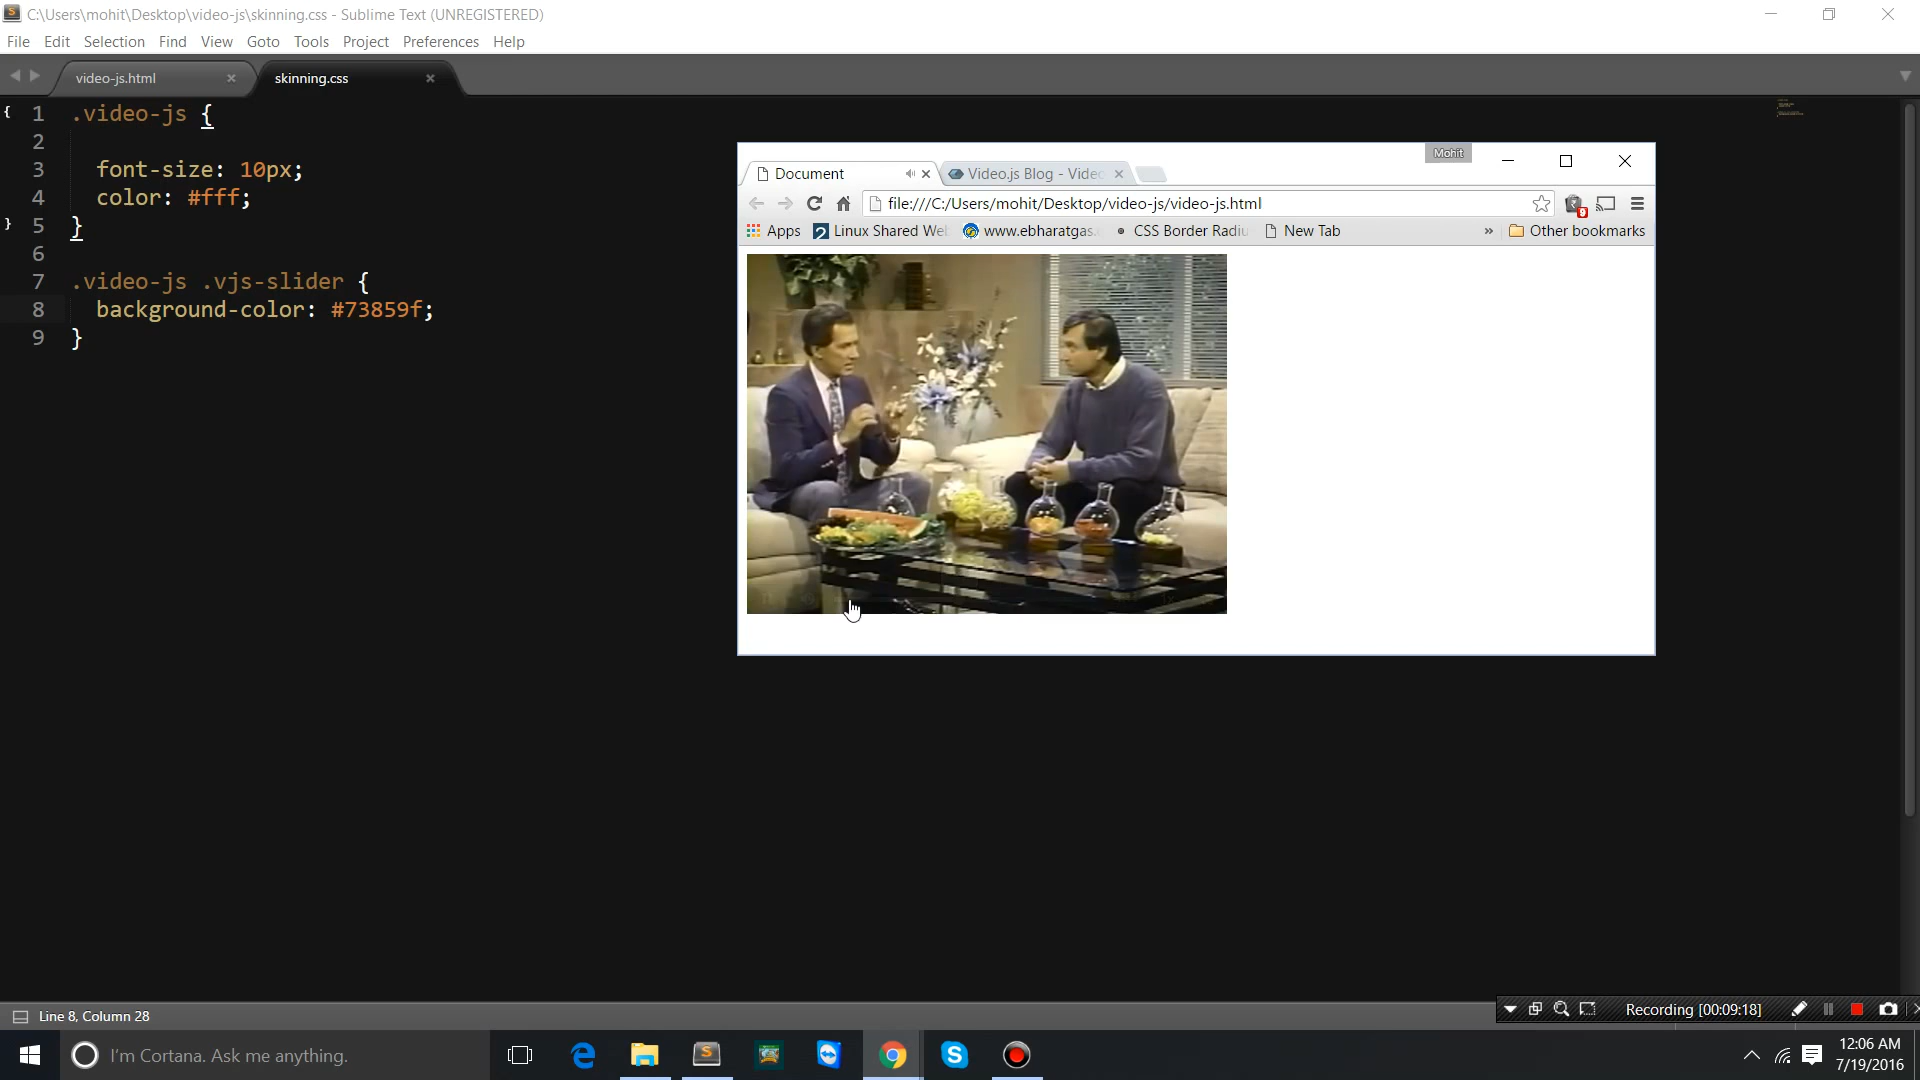 C:\Users\mohit\Desktop\video-js\skinning.css - Sublime Text (UNREGISTERED)
File Edit Selection Find View Goto Tools Project Preferences Help
video-js.html skinning.css
1 .video-js {
2
3 font-size: 10px;
4 color: #fff;
5 }
6
7 .video-js .vjs-slider {
8 background-color: #73859f;
9 }
Mohit
Document Video.js Blog - Videc
file:///C:/Users/mohit/Desktop/video-js/video-js.html
Apps Linux Shared We www.ebharatgas. CSS Border Radiu New Tab » Other bookmarks
Line 8, Column 28
Recording [00:09:18]
I'm Cortana. Ask me anything.
12:06 AM
7/19/2016